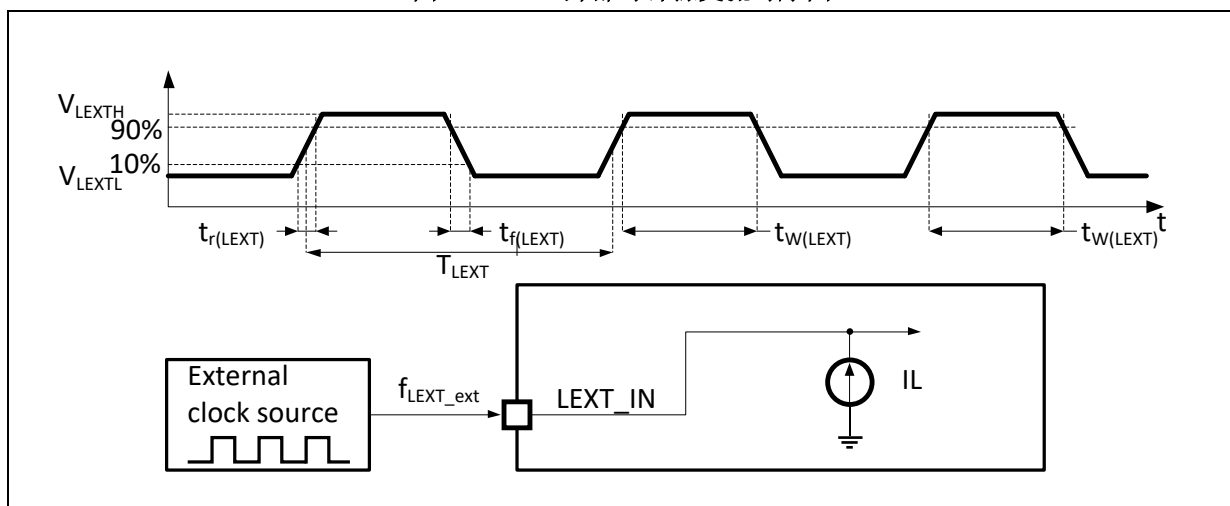 V_LEXTH
90%
10%
V_LEXTL
t
t_r(LEXT)
t_f(LEXT)
t_W(LEXT)
t_W(LEXT)
T_LEXT
External
clock source
f_LEXT_ext
LEXT_IN
IL